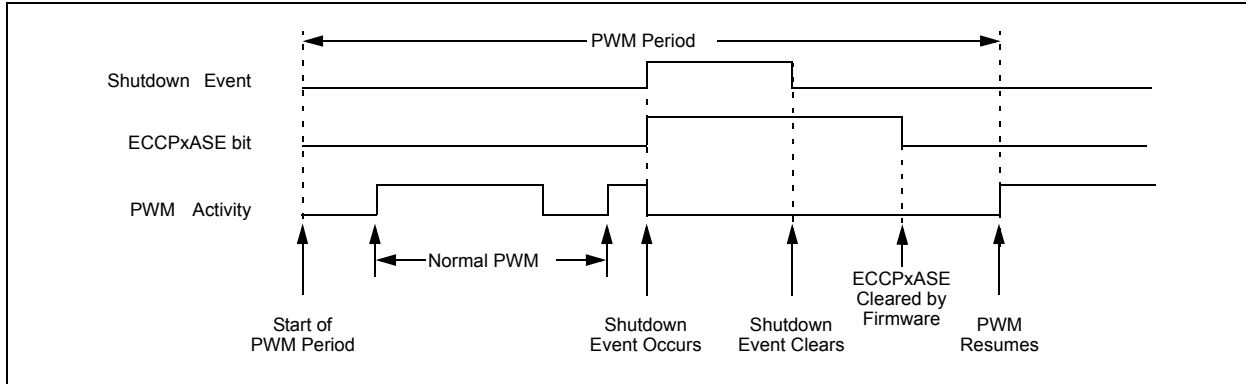 PWM Period
Shutdown Event
ECCPxASE bit
PWM Activity
Normal PWM
Start of
PWM Period
Shutdown
Event Occurs
Shutdown
Event Clears
ECCPxASE
Cleared by
Firmware
PWM
Resumes